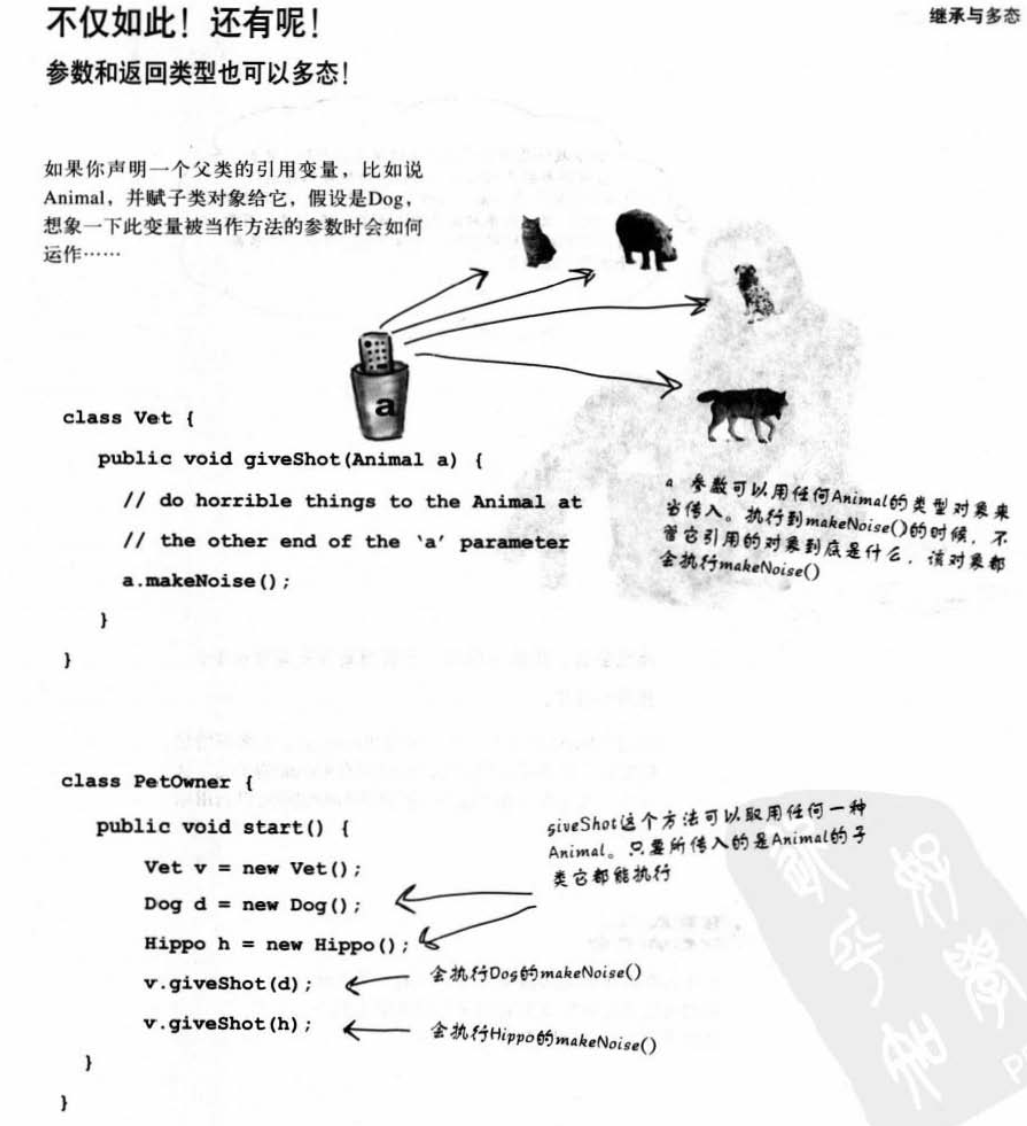 继承与多态
不仅如此！还有呢！
参数和返回类型也可以多态！
如果你声明一个父类的引用变量，比如说
Animal，并赋子类对象给它，假设是Dog，
想象一下此变量被当作方法的参数时会如何
运作……
a
class Vet {
public void giveShot(Animal a) {
// do horrible things to the Animal at
// the other end of the 'a' parameter
a.makeNoise();
}
}
a 参数可以用任何Animal的类型对象来
当传入。执行到makeNoise()的时候，不
管它引用的对象到底是什么，该对象都
会执行makeNoise()
class PetOwner {
public void start() {
Vet v = new Vet();
Dog d = new Dog();
Hippo h = new Hippo();
v.giveShot(d);
v.giveShot(h);
}
}
giveShot这个方法可以取用任何一种
Animal。只要所传入的是Animal的子
类它都能执行
会执行Dog的makeNoise()
会执行Hippo的makeNoise()